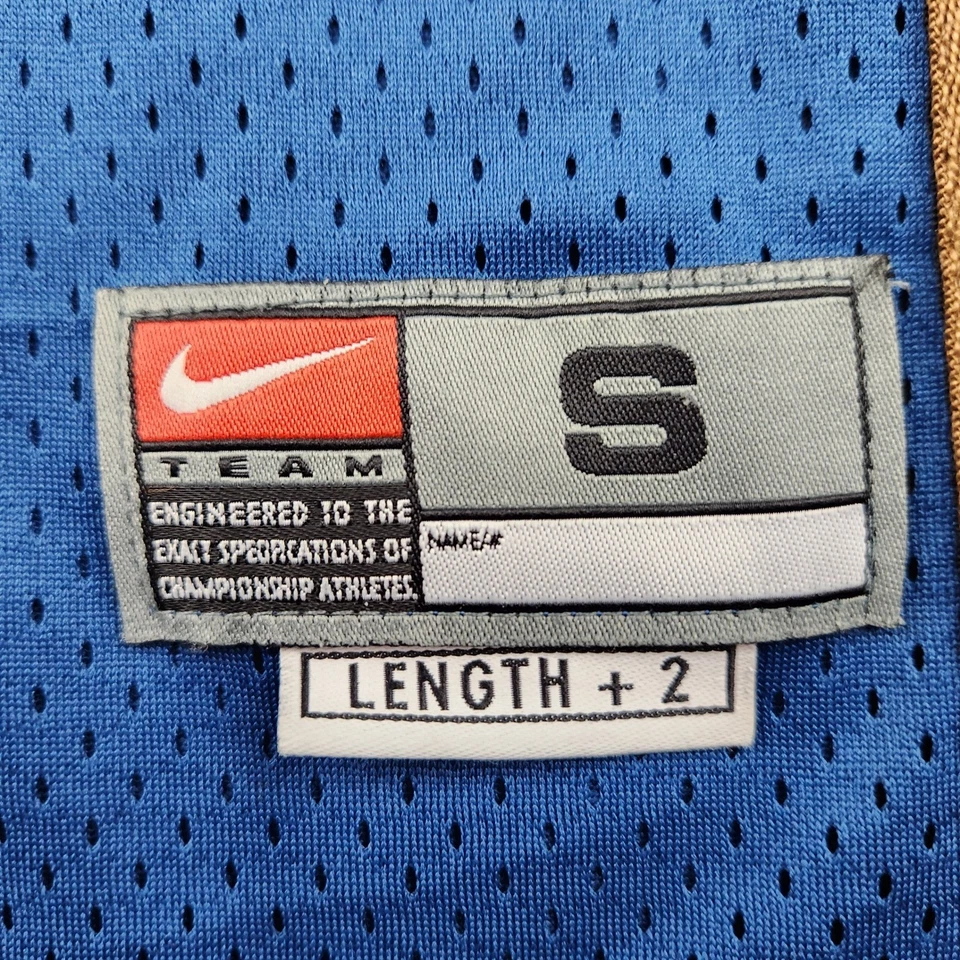 S
TEAM
ENGINEERED TO THE
EXACT SPECIFICATIONS OF
CHAMPIONSHIP ATHLETES.
NAME/#
LENGTH + 2